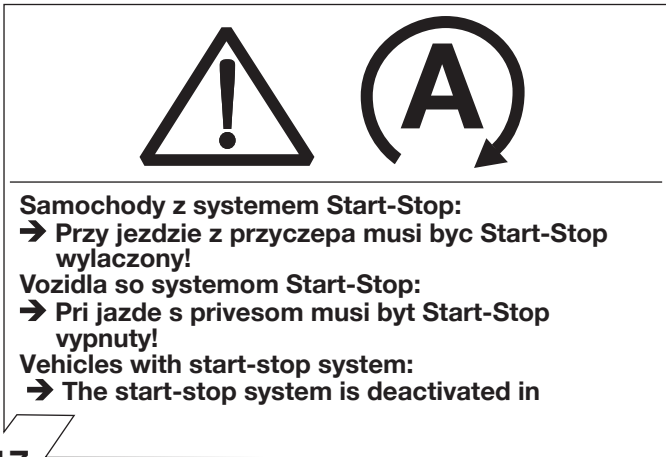 A
Samochody z systemem Start-Stop:
➔ Przy jezdzie z przyczepa musi byc Start-Stop
wylaczony!
Vozidla so systomom Start-Stop:
➔ Pri jazde s privesom musi byt Start-Stop
vypnuty!
Vehicles with start-stop system:
➔ The start-stop system is deactivated in